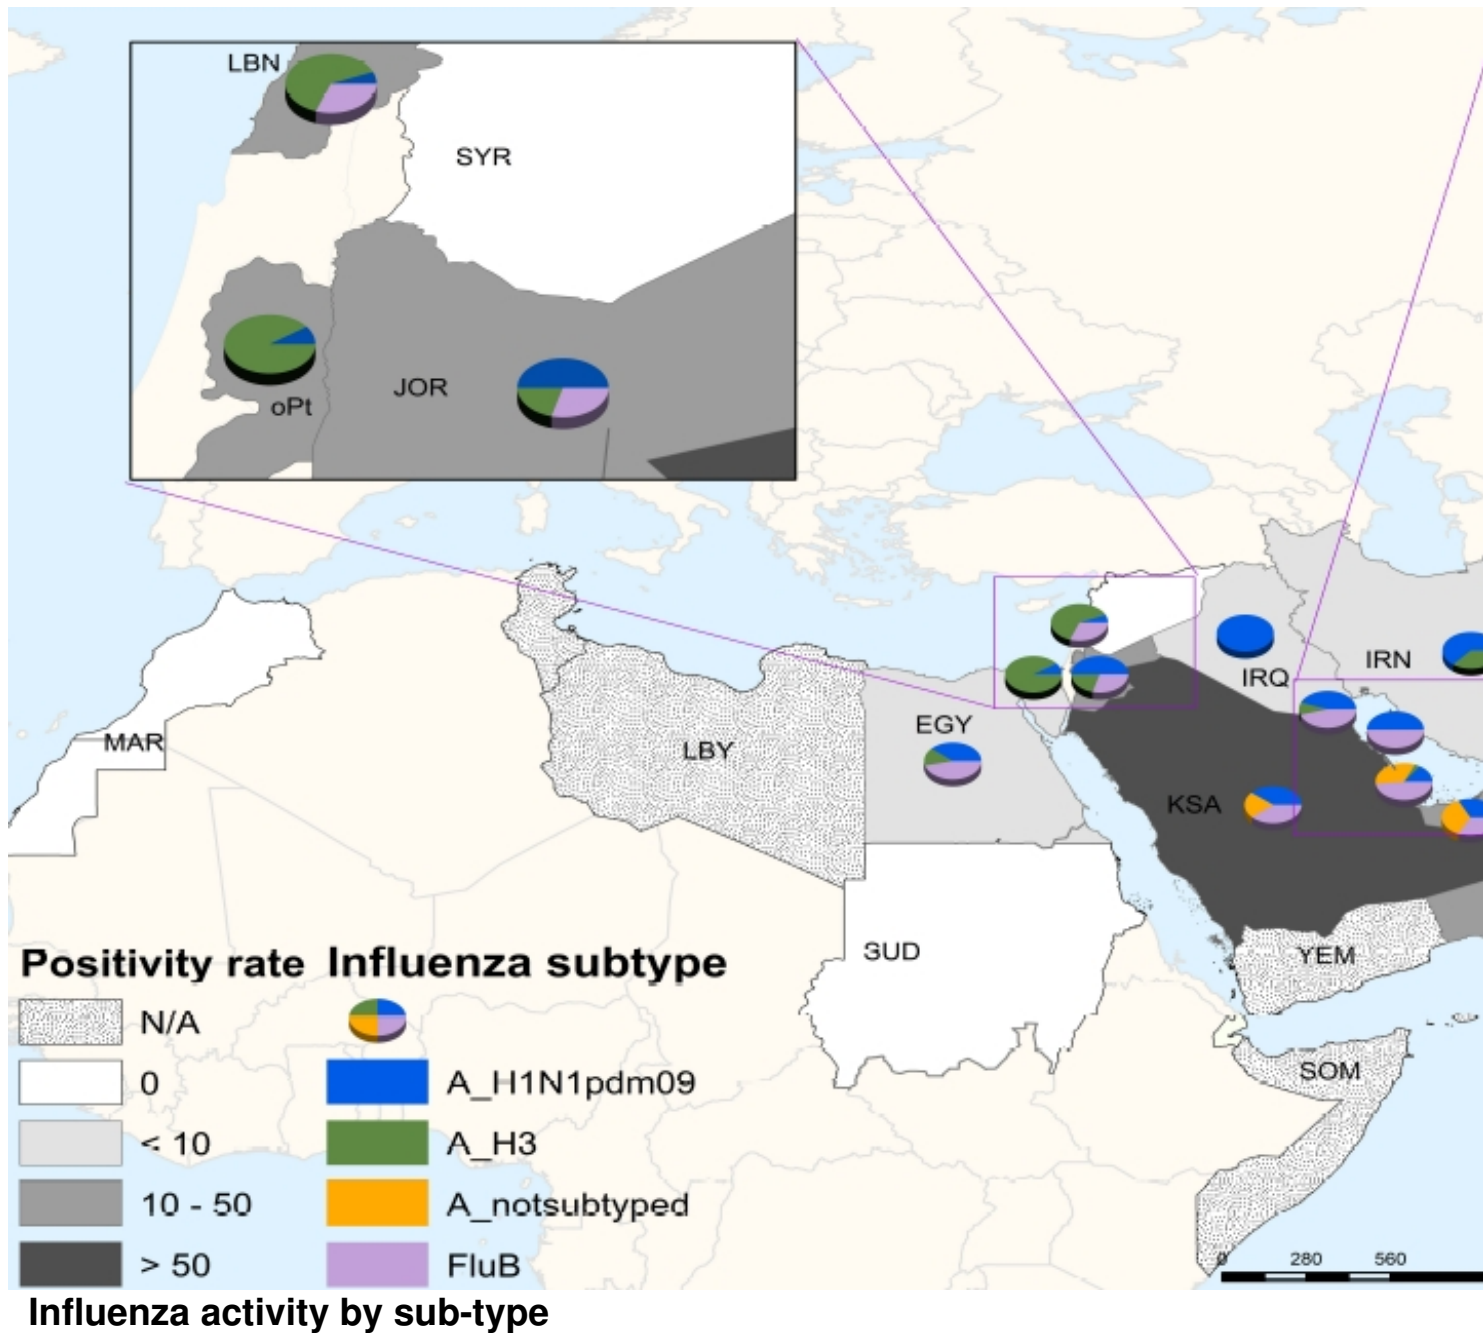 LBN
SYR
JOR
oPt
IRQ
IRN
MAR
LBY
EGY
KSA
SUD
YEM
SOM
Positivity rate
N/A
0
< 10
10 - 50
> 50
Influenza subtype
A_H1N1pdm09
A_H3
A_notsubtyped
FluB
0 280 560
Influenza activity by sub-type